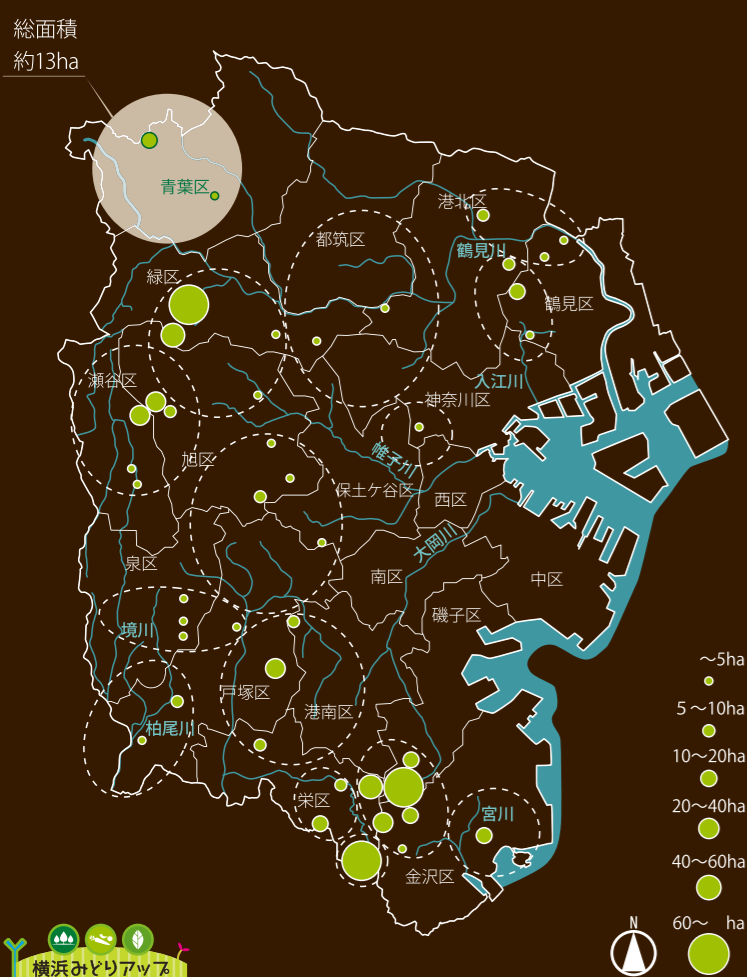 総面積
約13ha
青葉区
港北区
都筑区
鶴見川
緑区
鶴見区
瀬谷区
入江川
神奈川区
帷子川
旭区
保土ケ谷区
西区
大岡川
泉区
南区
中区
磯子区
境川
～5ha
戸塚区
5～10ha
港南区
柏尾川
10～20ha
栄区
宮川
20～40ha
40～60ha
金沢区
60～ ha
N
横浜みどりアップ